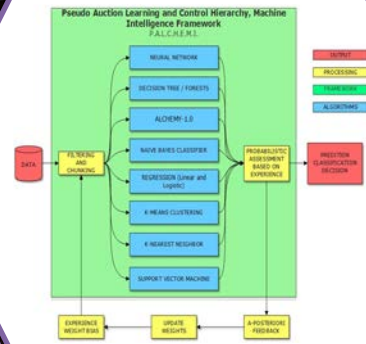 Pseudo Auction Learning and Control Hierarchy, Machine
Intelligence Framework
P.A.L.C.H.E.M.I.
NEURAL NETWORK
DECISION TREE / FORESTS
ALCHEMY-1.0
NAIVE BAYES CLASSIFIER
REGRESSION (Linear and
Logistic)
K-MEANS CLUSTERING
K-NEAREST NEIGHBOR
SUPPORT VECTOR MACHINE
DATA
FILTERING
AND
CHUNKING
PROBABILISTIC
ASSESSMENT
BASED ON
EXPERIENCE
PREDICTION
CLASSIFICATION
DECISION
OUTPUT
PROCESSING
FRAMEWORK
ALGORITHMS
EXPERIENCE
WEIGHT BIAS
UPDATE
WEIGHTS
A-POSTERIORI
FEEDBACK